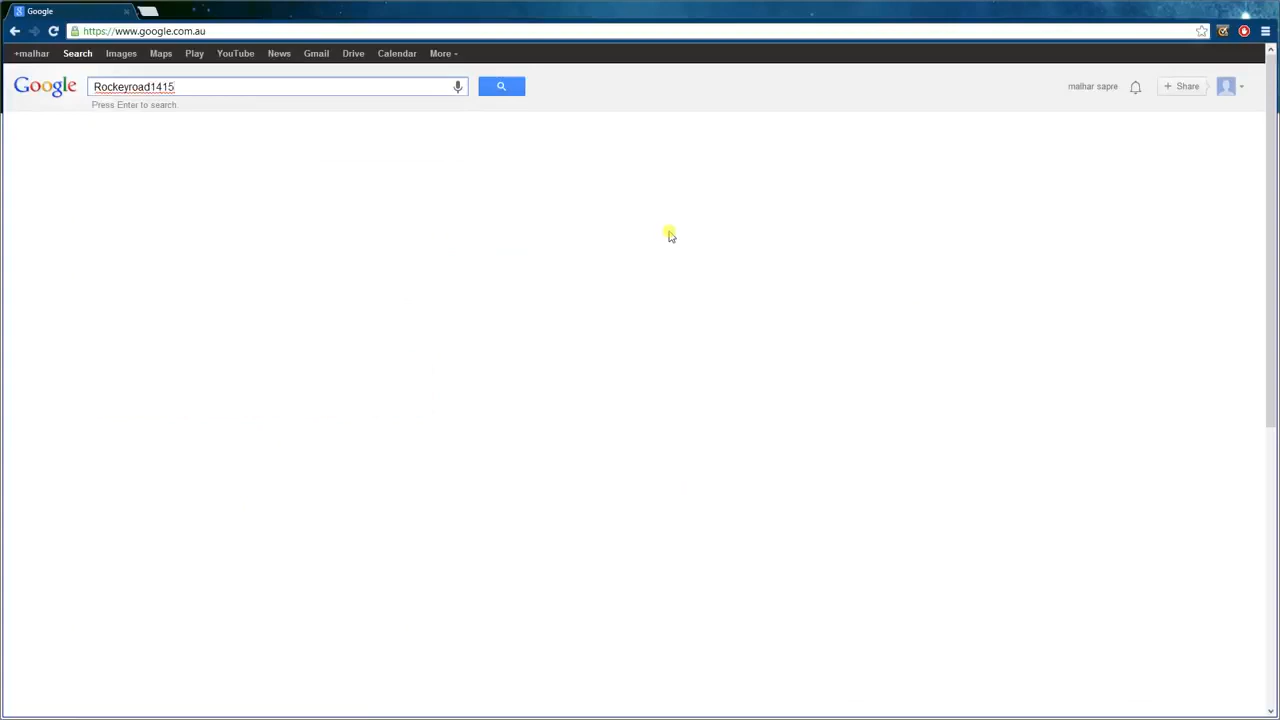 Google
https://www.google.com.au
+malhar Search Images Maps Play YouTube News Gmail Drive Calendar More
Google Rockeyroad1415 malhar sapre + Share
Press Enter to search.